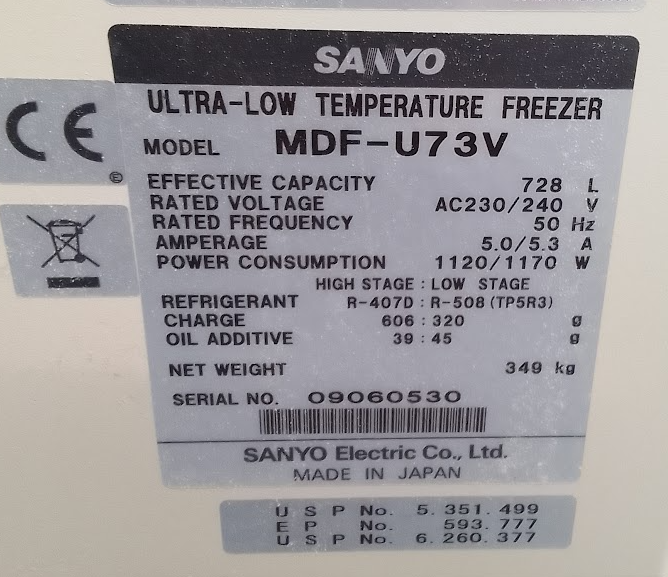 SANYO
ULTRA-LOW TEMPERATURE FREEZER
MODEL MDF-U73V
EFFECTIVE CAPACITY 728 L
RATED VOLTAGE AC230/240 V
RATED FREQUENCY 50 Hz
AMPERAGE 5.0/5.3 A
POWER CONSUMPTION 1120/1170 W
HIGH STAGE : LOW STAGE
REFRIGERANT R-407D : R-508 (TP5R3)
CHARGE 606 : 320 g
OIL ADDITIVE 39 : 45 g
NET WEIGHT 349 kg
SERIAL NO. 09060530
SANYO Electric Co., Ltd.
MADE IN JAPAN
CE
®
U S P No. 5. 351. 499
E P No. 593. 777
U S P No. 6. 260. 377